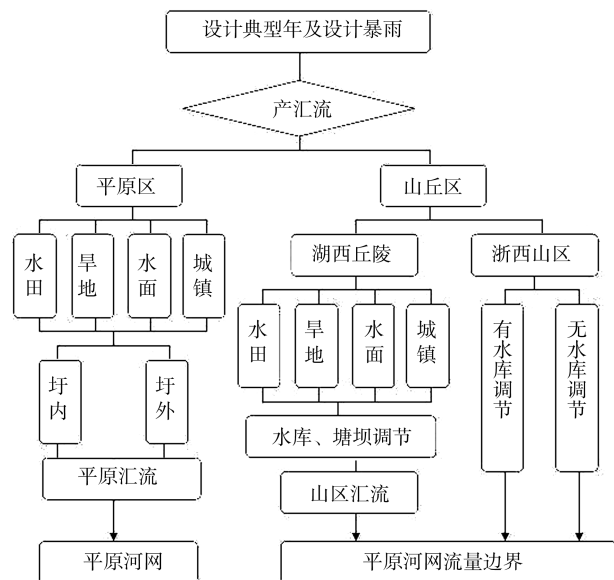 设计典型年及设计暴雨
产汇流
平原区
山丘区
水田
旱地
水面
城镇
湖西丘陵
浙西山区
水田
旱地
水面
城镇
有水库调节
无水库调节
圩内
圩外
水库、塘坝调节
平原汇流
山区汇流
平原河网
平原河网流量边界